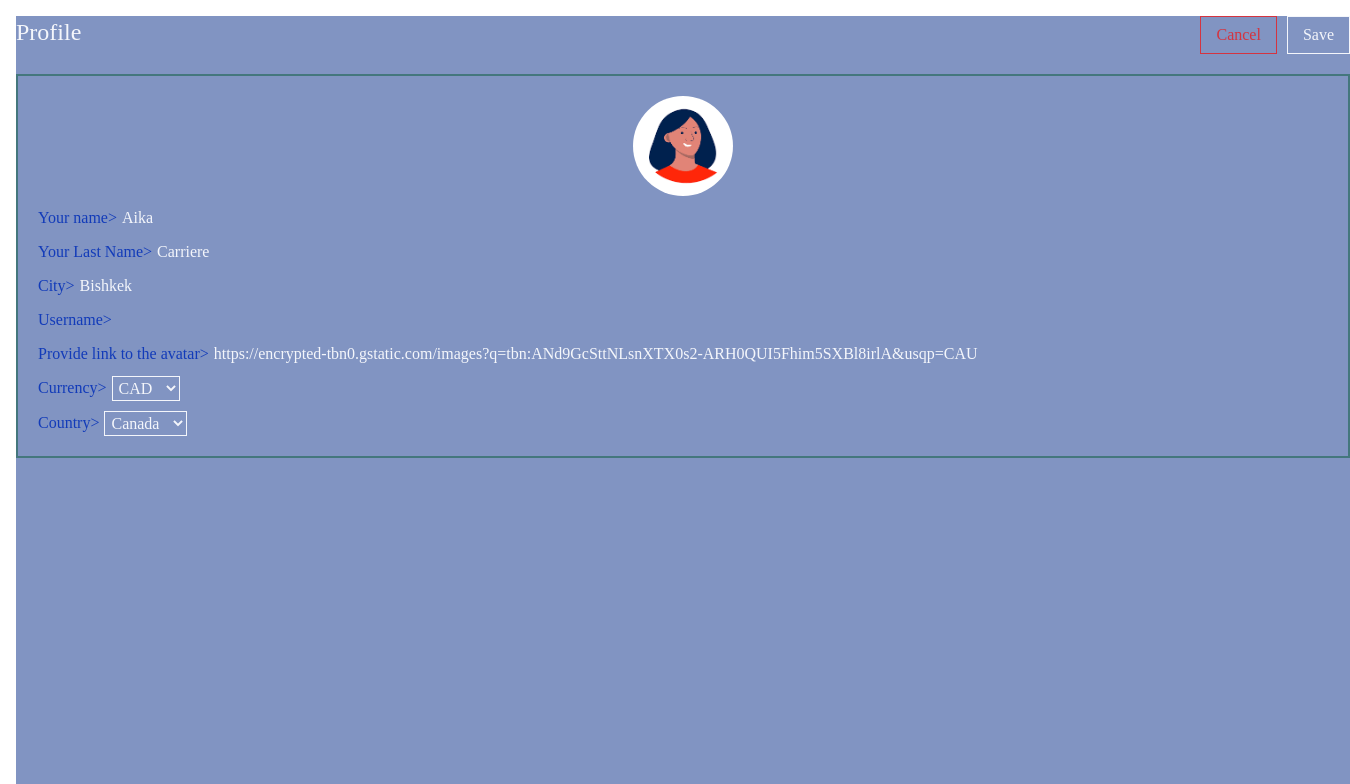 Profile
Cancel
Save
Your name> Aika
Your Last Name> Carriere
City> Bishkek
Username>
Provide link to the avatar> https://encrypted-tbn0.gstatic.com/images?q=tbn:ANd9GcSttNLsnXTX0s2-ARH0QUI5Fhim5SXBl8irlA&usqp=CAU
Currency> CAD
Country> Canada